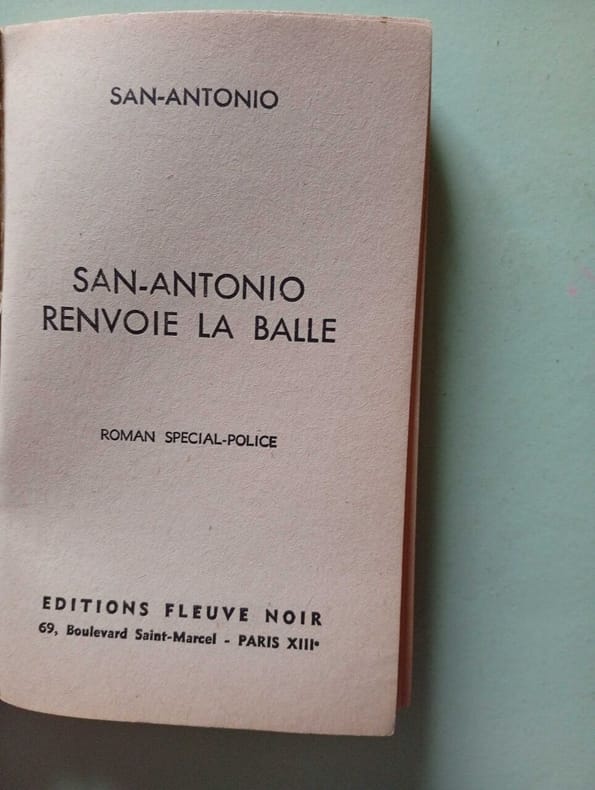 SAN-ANTONIO
SAN-ANTONIO
RENVOIE LA BALLE
ROMAN SPECIAL-POLICE
EDITIONS FLEUVE NOIR
69, Boulevard Saint-Marcel - PARIS XIIIᵉ